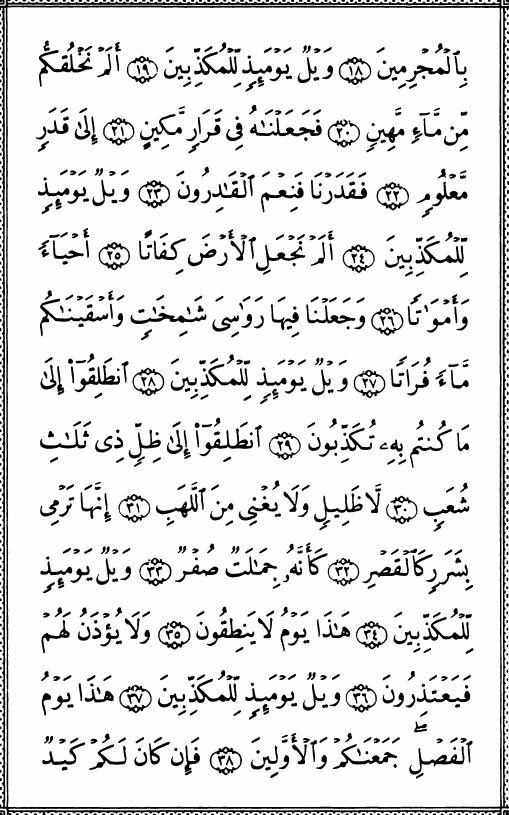 بِٱلْمُجْرِمِينَ ١٨ وَيْلٌ يَوْمَئِذٍ لِّلْمُكَذِّبِينَ ١٩ أَلَمْ نَخْلُقكُّم
مِّن مَّآءٍ مَّهِينٍ ٢٠ فَجَعَلْنَٰهُ فِى قَرَارٍ مَّكِينٍ ٢١ إِلَىٰ قَدَرٍ
مَّعْلُومٍ ٢٢ فَقَدَرْنَا فَنِعْمَ ٱلْقَٰدِرُونَ ٢٣ وَيْلٌ يَوْمَئِذٍ
لِّلْمُكَذِّبِينَ ٢٤ أَلَمْ نَجْعَلِ ٱلْأَرْضَ كِفَاتًا ٢٥ أَحْيَآءً
وَأَمْوَٰتًا ٢٦ وَجَعَلْنَا فِيهَا رَوَٰسِىَ شَٰمِخَٰتٍ وَأَسْقَيْنَٰكُم
مَّآءً فُرَاتًا ٢٧ وَيْلٌ يَوْمَئِذٍ لِّلْمُكَذِّبِينَ ٢٨ ٱنطَلِقُوٓا۟ إِلَىٰ
مَا كُنتُم بِهِۦ تُكَذِّبُونَ ٢٩ ٱنطَلِقُوٓا۟ إِلَىٰ ظِلٍّ ذِى ثَلَٰثِ
شُعَبٍ ٣٠ لَّا ظَلِيلٍ وَلَا يُغْنِى مِنَ ٱللَّهَبِ ٣١ إِنَّهَا تَرْمِى
بِشَرَرٍ كَٱلْقَصْرِ ٣٢ كَأَنَّهُۥ جِمَٰلَتٌ صُفْرٌ ٣٣ وَيْلٌ يَوْمَئِذٍ
لِّلْمُكَذِّبِينَ ٣٤ هَٰذَا يَوْمُ لَا يَنطِقُونَ ٣٥ وَلَا يُؤْذَنُ لَهُمْ
فَيَعْتَذِرُونَ ٣٦ وَيْلٌ يَوْمَئِذٍ لِّلْمُكَذِّبِينَ ٣٧ هَٰذَا يَوْمُ
ٱلْفَصْلِ ۖ جَمَعْنَٰكُمْ وَٱلْأَوَّلِينَ ٣٨ فَإِن كَانَ لَكُمْ كَيْدٌ